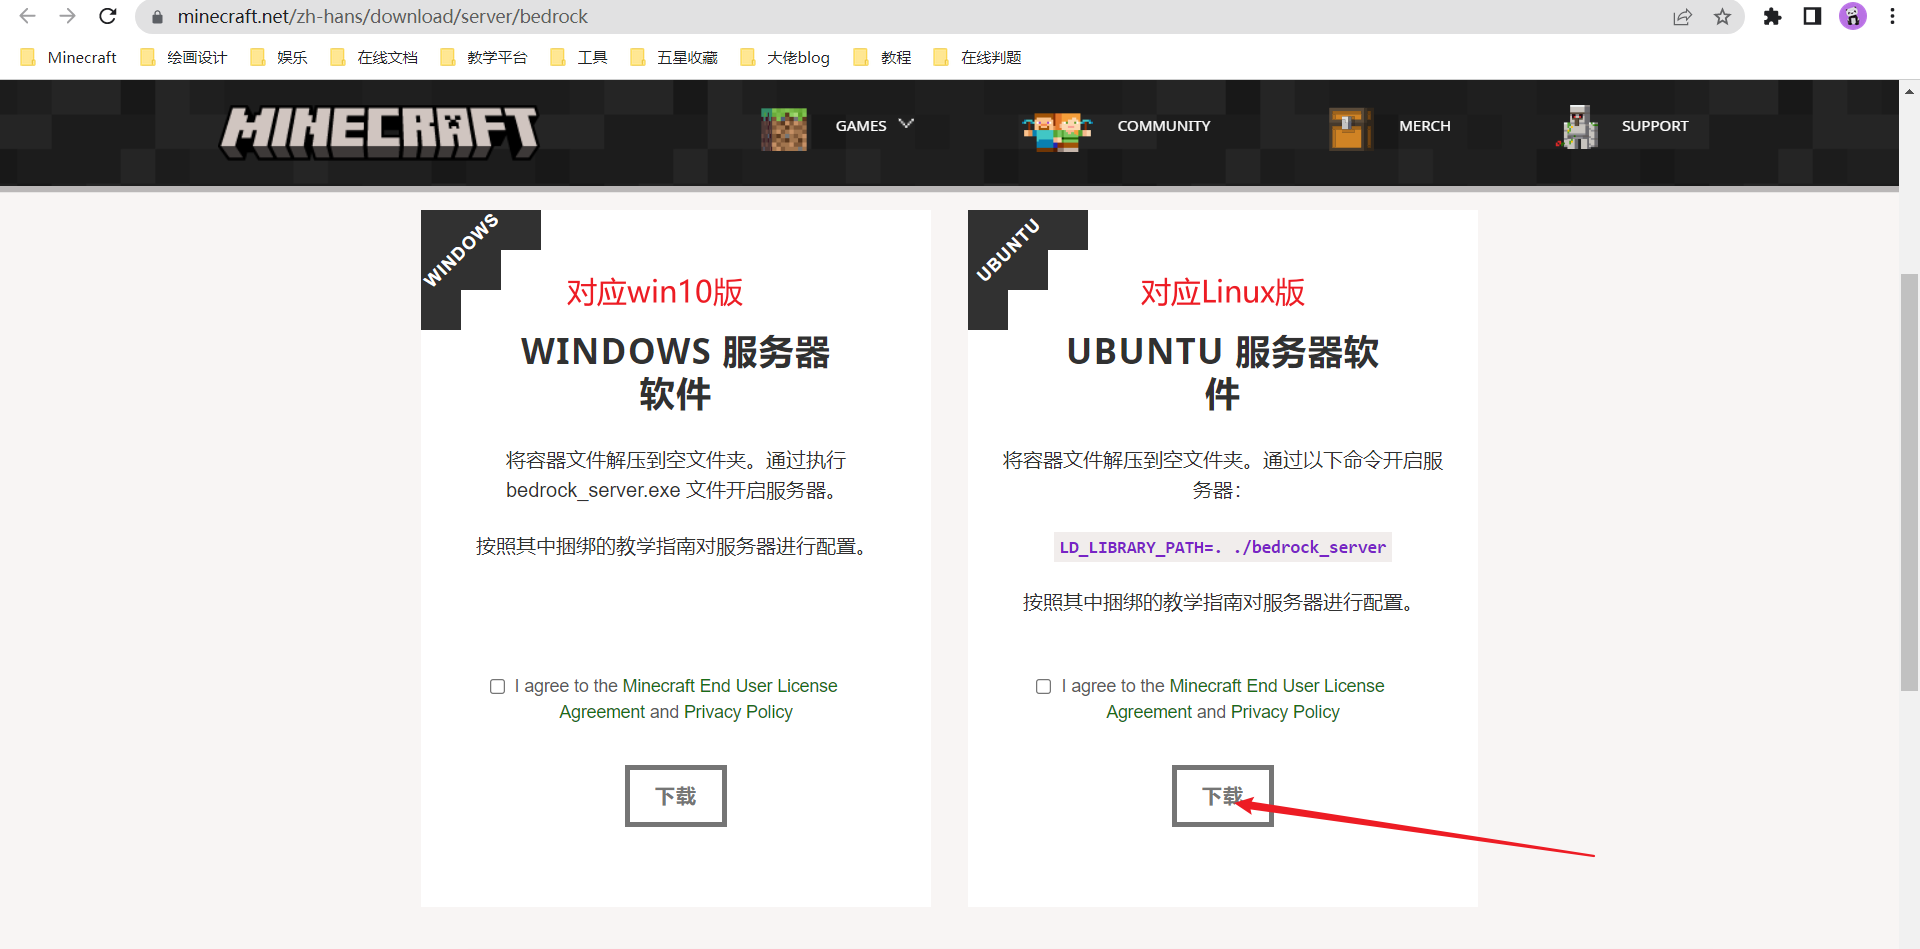 minecraft.net/zh-hans/download/server/bedrock
Minecraft 绘画设计 娱乐 在线文档 教学平台 工具 五星收藏 大佬blog 教程 在线判题
MINECRAFT GAMES COMMUNITY MERCH SUPPORT
WINDOWS
对应win10版
WINDOWS 服务器
软件
将容器文件解压到空文件夹。通过执行
bedrock_server.exe 文件开启服务器。
按照其中捆绑的教学指南对服务器进行配置。
I agree to the Minecraft End User License
Agreement and Privacy Policy
下载
UBUNTU
对应Linux版
UBUNTU 服务器软
件
将容器文件解压到空文件夹。通过以下命令开启服
务器：
LD_LIBRARY_PATH=. ./bedrock_server
按照其中捆绑的教学指南对服务器进行配置。
I agree to the Minecraft End User License
Agreement and Privacy Policy
下载